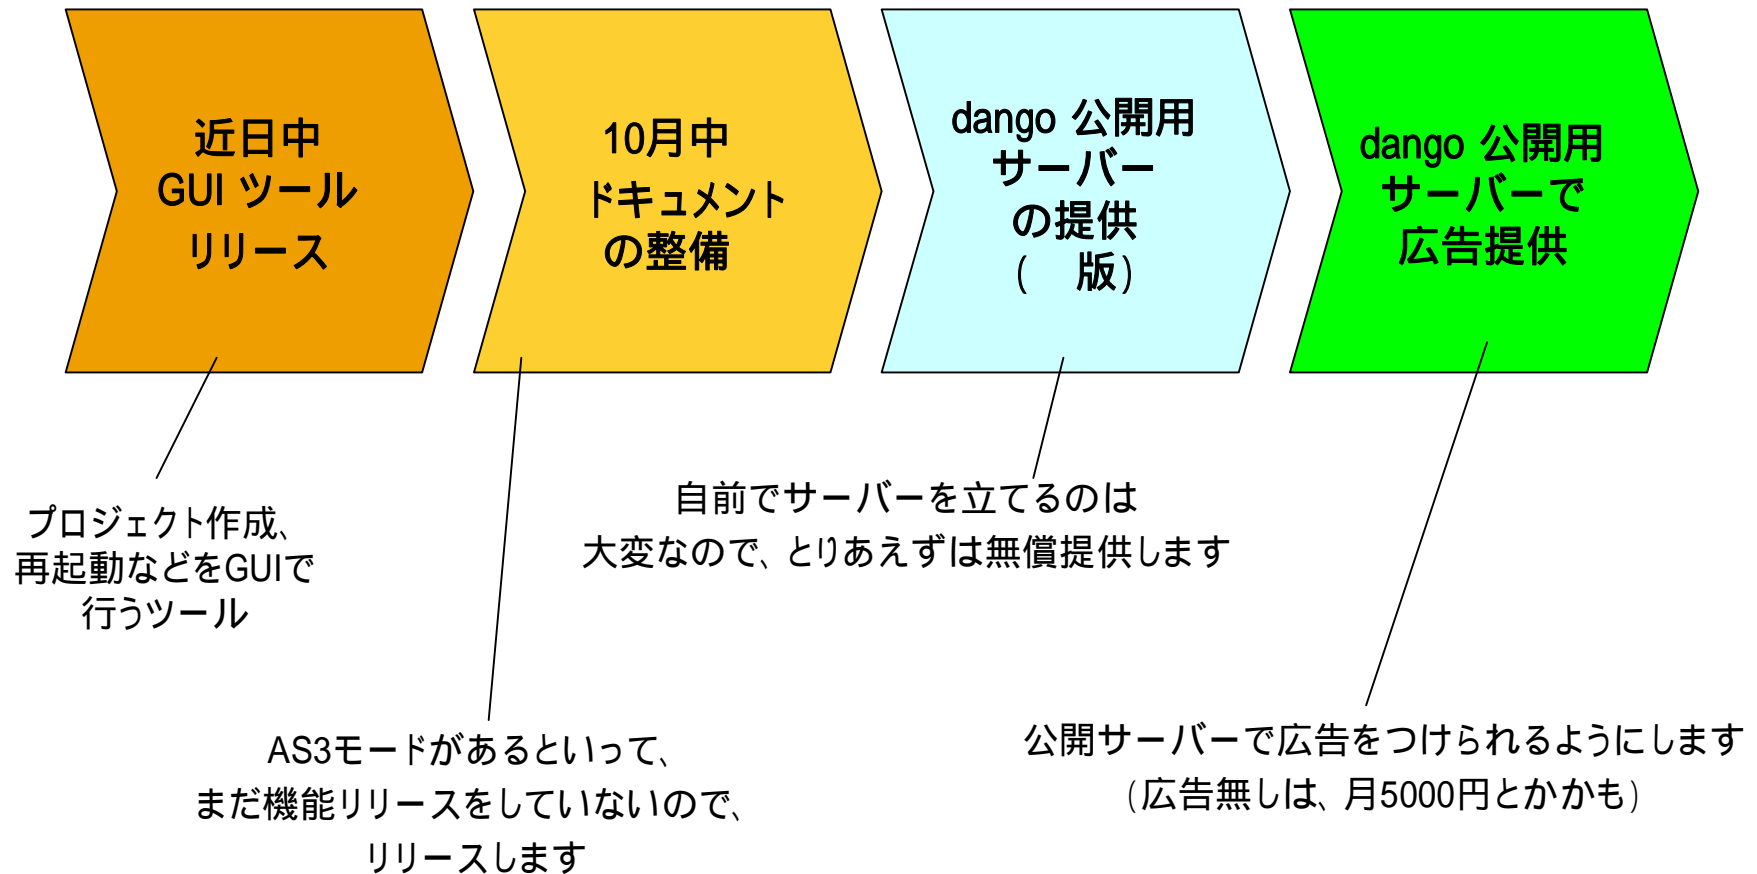 近日中
GUI ツール
リリース
10月中
ドキュメント
の整備
dango 公開用
サーバー
の提供
(　版)
dango 公開用
サーバーで
広告提供
プロジェクト作成、
再起動などをGUIで
行うツール
自前でサーバーを立てるのは
大変なので、とりあえずは無償提供します
AS3モードがあるといって、
まだ機能リリースをしていないので、
リリースします
公開サーバーで広告をつけられるようにします
(広告無しは、月5000円とかかも)